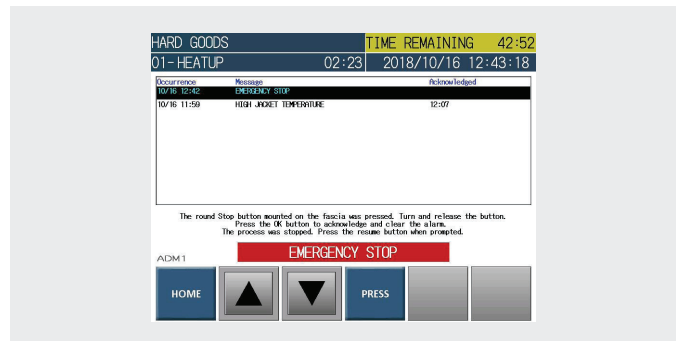 HARD GOODS TIME REMAINING 42:52
01-HEATUP 02:23 2018/10/16 12:43:18
Occurrence Message Acknowledged
10/16 12:42 EMERGENCY STOP
10/16 11:59 HIGH JACKET TEMPERATURE 12:07
The round Stop button mounted on the fascia was pressed. Turn and release the button.
Press the OK button to acknowledge and clear the alarm.
The process was stopped. Press the resume button when prompted.
EMERGENCY STOP
ADM1
HOME PRESS